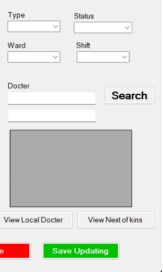 Type Status
Ward Shift
Docter
Search
View Local Docter View Next of kins
e Save Updating